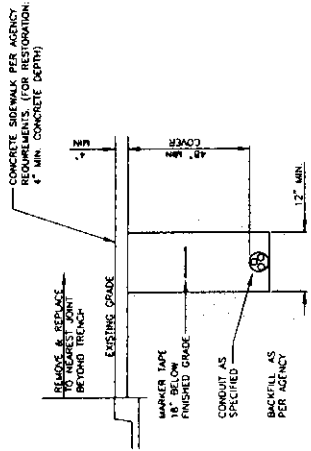 CONCRETE SIDEWALK PER AGENCY
REQUIREMENTS. (FOR RESTORATION:
4" MIN. CONCRETE DEPTH)
REMOVE & REPLACE
TO NEAREST JOINT
BEYOND TRENCH
EXISTING GRADE
4"
MIN
MARKER TAPE
18" BELOW
FINISHED GRADE
48" MIN
COVER
CONDUIT AS
SPECIFIED
BACKFILL AS
PER AGENCY
12" MIN.